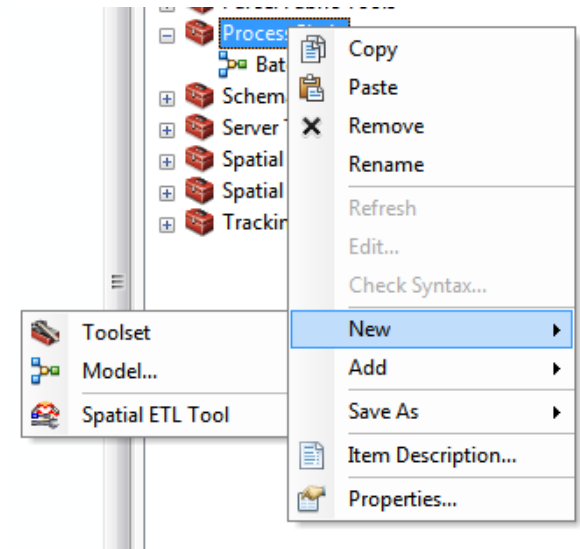 Process
Bat
Schem
Server
Spatial
Spatial
Trackin
Copy
Paste
Remove
Rename
Refresh
Edit...
Check Syntax...
New
Add
Save As
Item Description...
Properties...
Toolset
Model...
Spatial ETL Tool